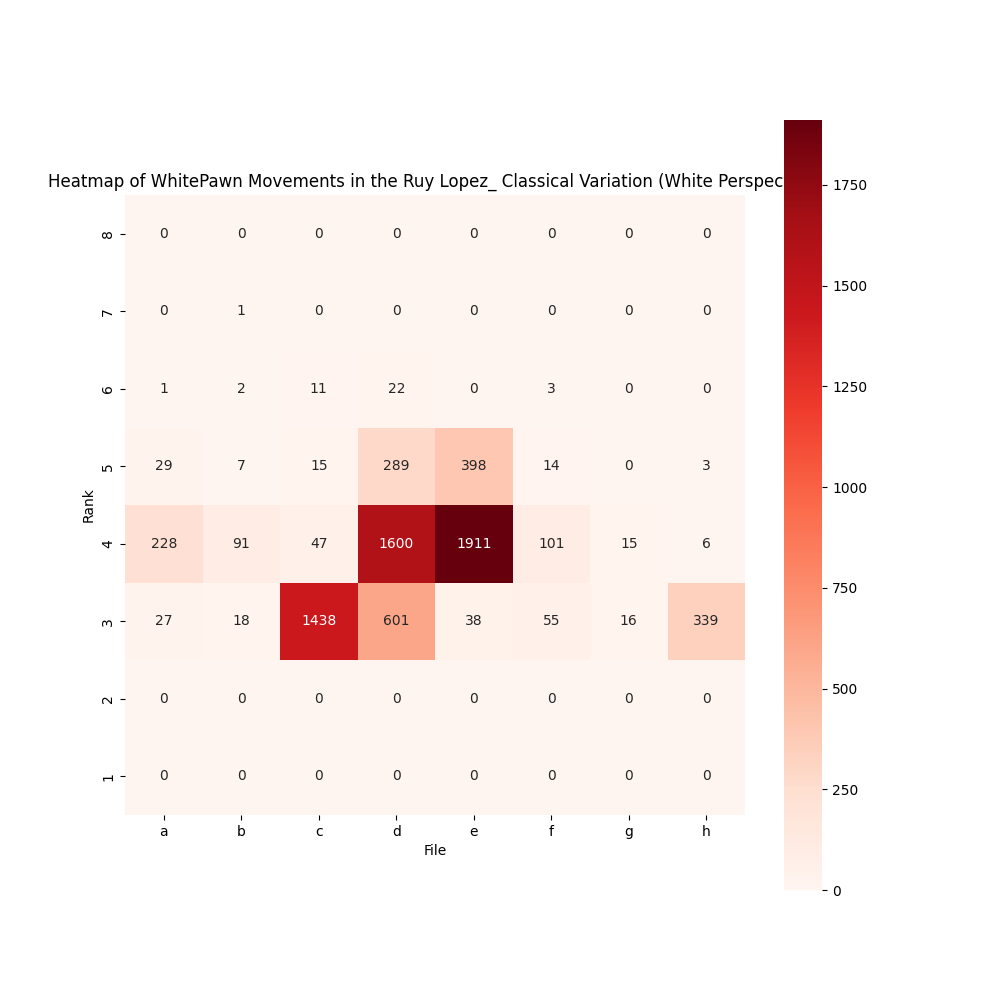 Heatmap of WhitePawn Movements in the Ruy Lopez_ Classical Variation (White Perspec
8 0 0 0 0 0 0 0 0
7 0 1 0 0 0 0 0 0
6 1 2 11 22 0 3 0 0
5 29 7 15 289 398 14 0 3
4 228 91 47 1600 1911 101 15 6
3 27 18 1438 601 38 55 16 339
2 0 0 0 0 0 0 0 0
1 0 0 0 0 0 0 0 0
a b c d e f g h
File
Rank
1750
1500
1250
1000
750
500
250
0